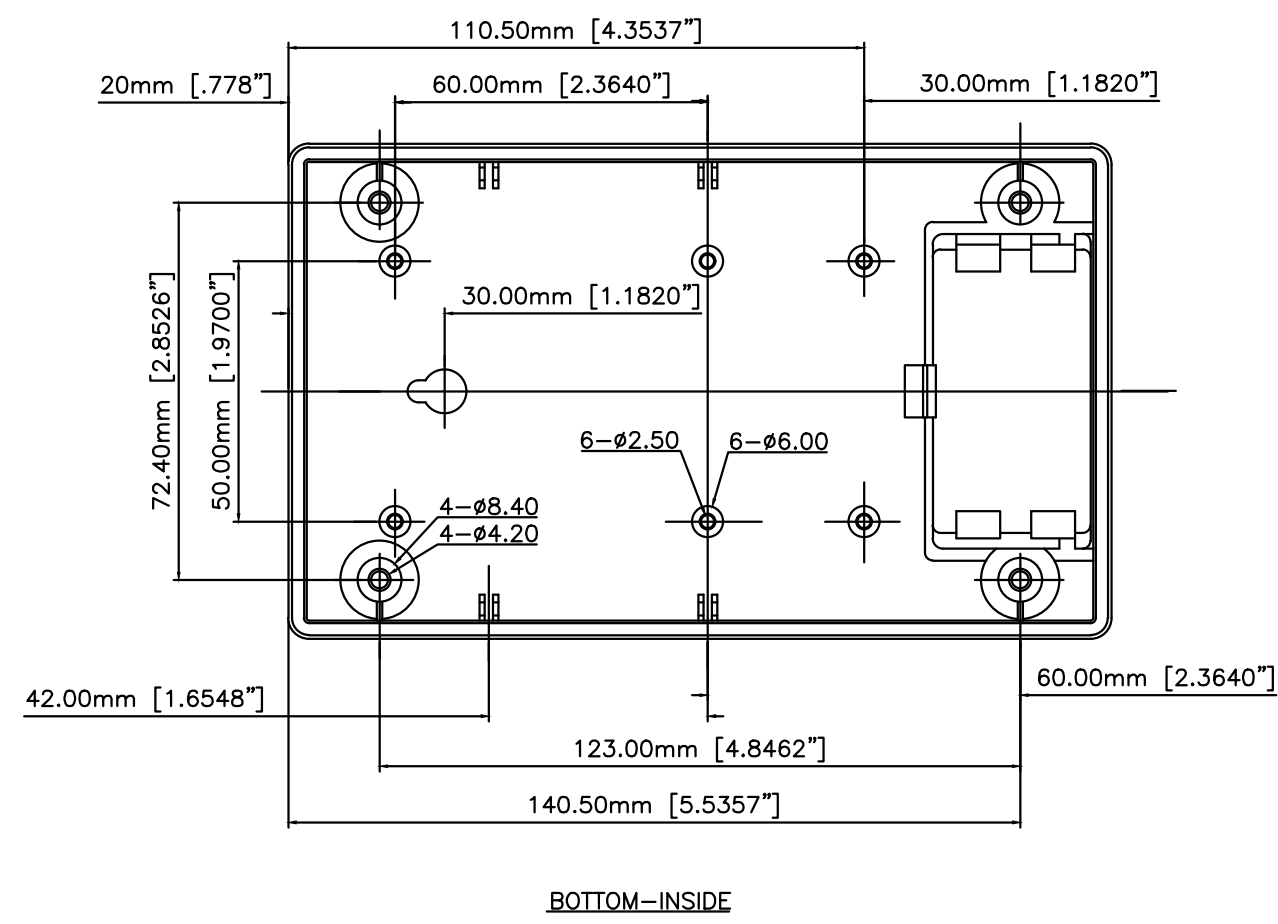 110.50mm [4.3537”]
20mm [.778”]
60.00mm [2.3640”]
30.00mm [1.1820”]
72.40mm [2.8526”]
50.00mm [1.9700”]
30.00mm [1.1820”]
6-ø2.50
6-ø6.00
4-ø8.40
4-ø4.20
42.00mm [1.6548”]
60.00mm [2.3640”]
123.00mm [4.8462”]
140.50mm [5.5357”]
BOTTOM-INSIDE